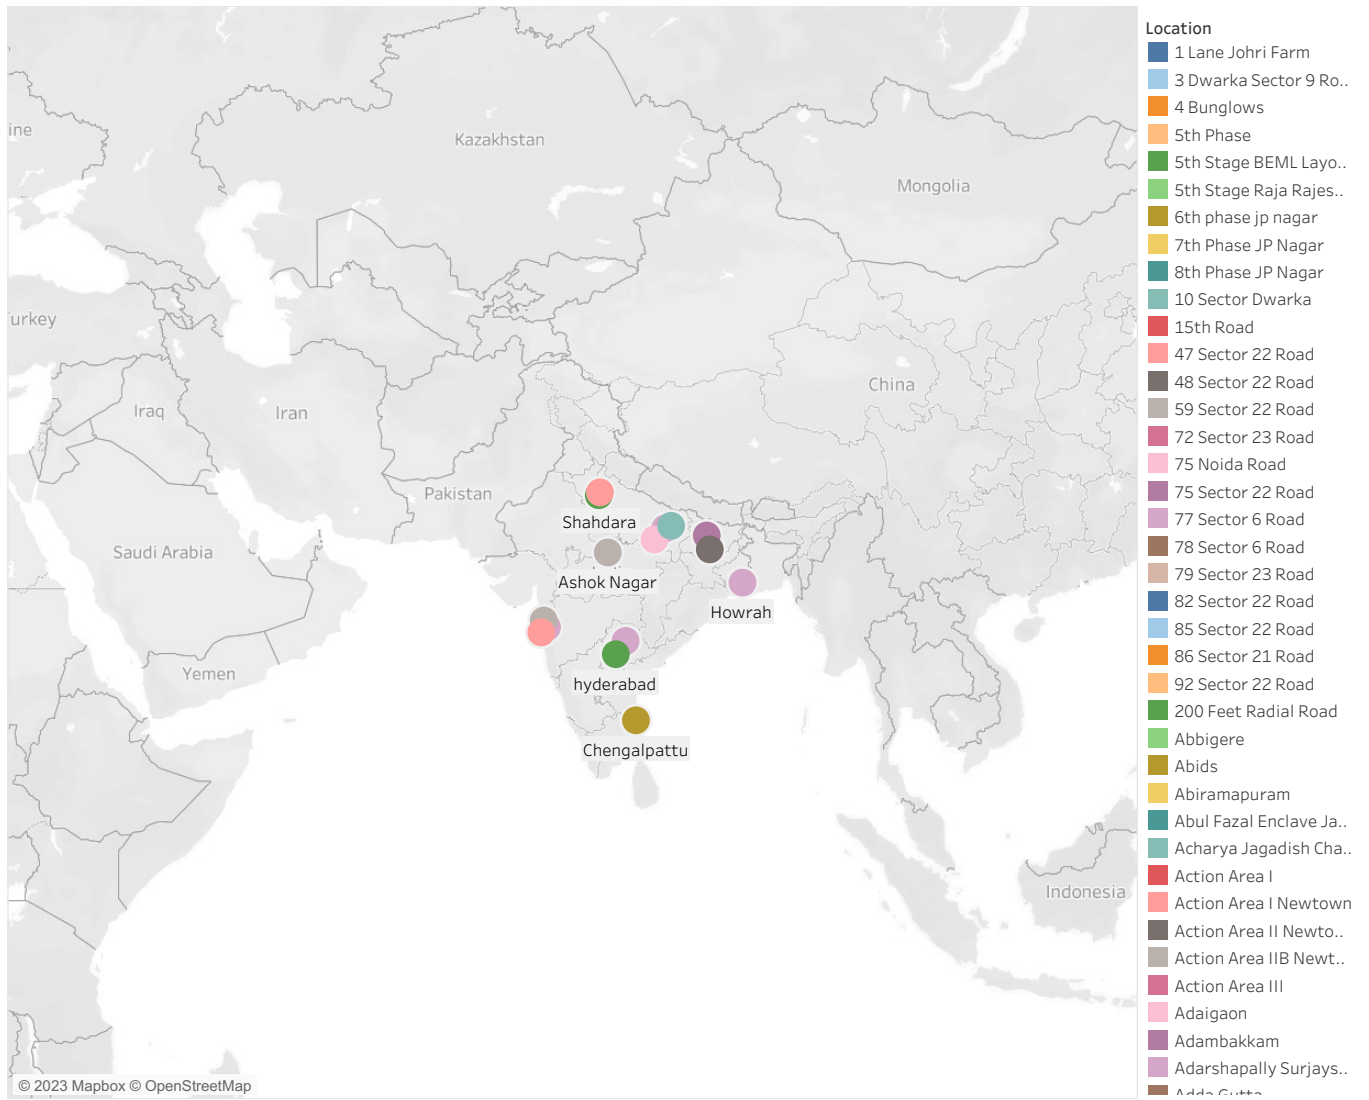 Kazakhstan
Mongolia
ine
urkey
China
Iraq
Iran
Pakistan
Shahdara
Saudi Arabia
Ashok Nagar
Howrah
Yemen
hyderabad
Chengalpattu
Indonesia
© 2023 Mapbox © OpenStreetMap
Location
1 Lane Johri Farm
3 Dwarka Sector 9 Ro..
4 Bunglows
5th Phase
5th Stage BEML Layo..
5th Stage Raja Rajes..
6th phase jp nagar
7th Phase JP Nagar
8th Phase JP Nagar
10 Sector Dwarka
15th Road
47 Sector 22 Road
48 Sector 22 Road
59 Sector 22 Road
72 Sector 23 Road
75 Noida Road
75 Sector 22 Road
77 Sector 6 Road
78 Sector 6 Road
79 Sector 23 Road
82 Sector 22 Road
85 Sector 22 Road
86 Sector 21 Road
92 Sector 22 Road
200 Feet Radial Road
Abbigere
Abids
Abiramapuram
Abul Fazal Enclave Ja..
Acharya Jagadish Cha..
Action Area I
Action Area I Newtown
Action Area II Newto..
Action Area IIB Newt..
Action Area III
Adaigaon
Adambakkam
Adarshapally Surjays..
Adda Gutta